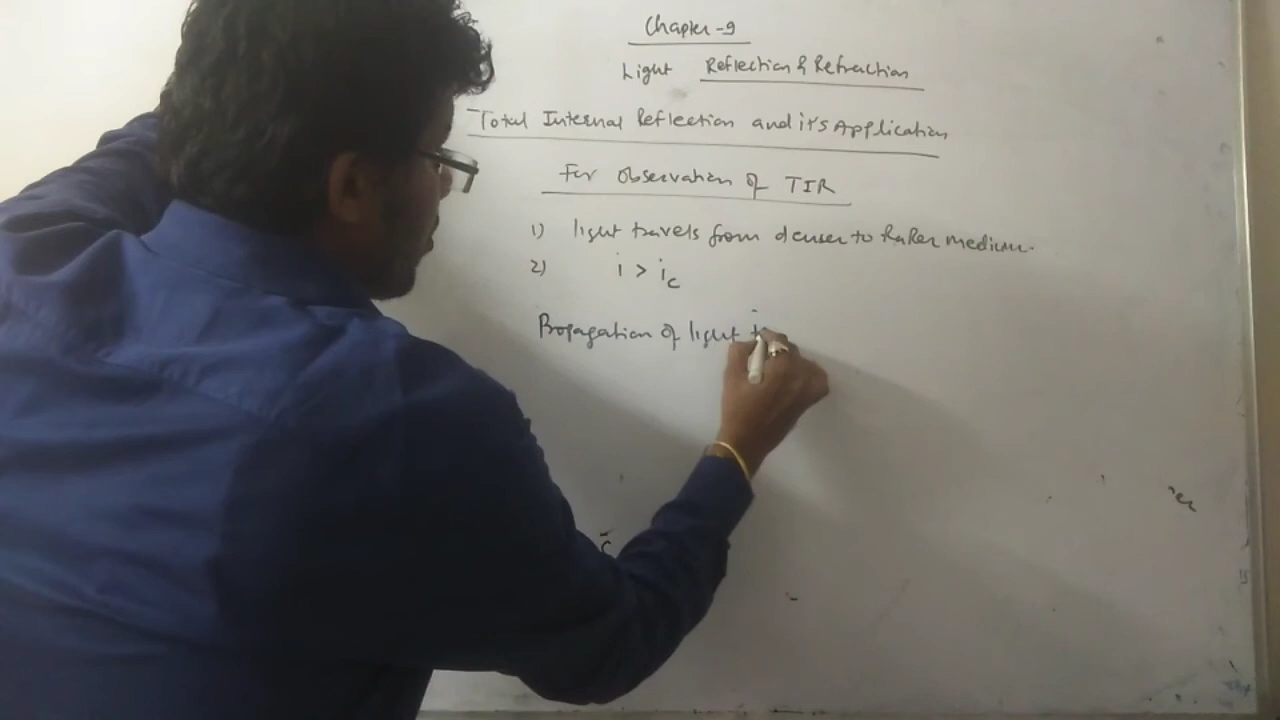 Chapter-9
Light Reflection & Refraction
Total Internal Reflection and it's Application
For Observation of TIR
1) light travels from denser to Rarer medium.
2) i > ic
Propagation of light